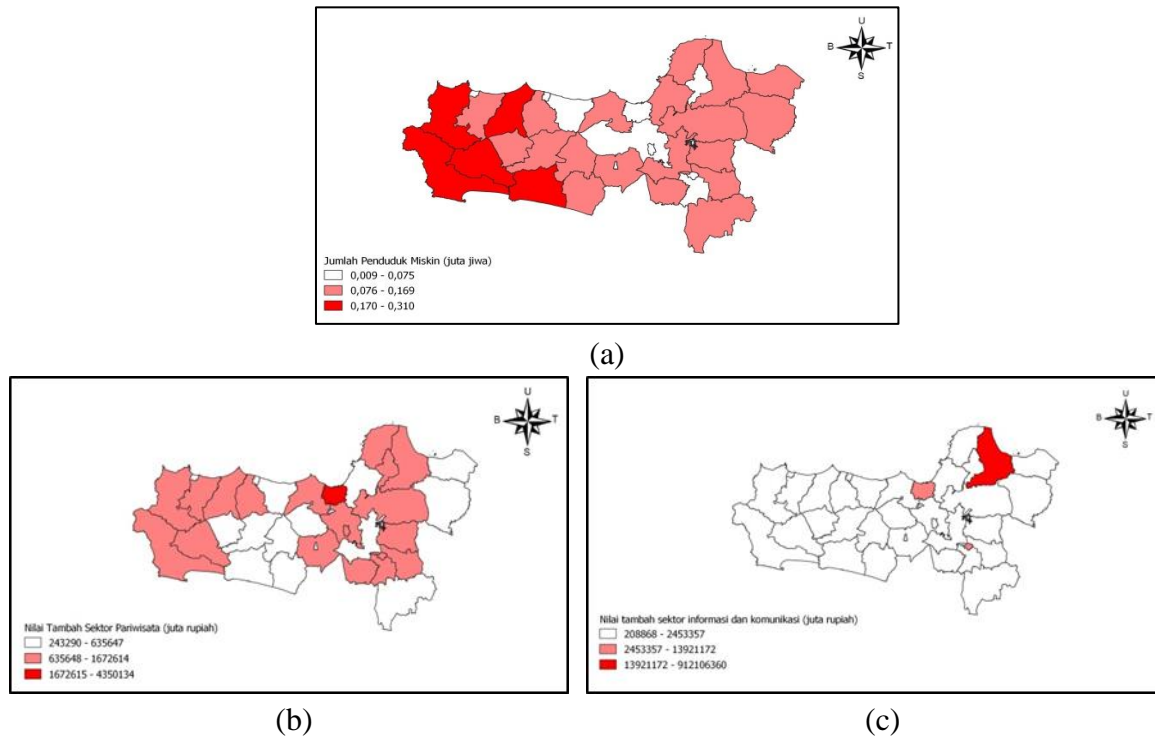 U
B T
S
Jumlah Penduduk Miskin (juta jiwa)
0,009 - 0,075
0,076 - 0,169
0,170 - 0,310
(a)
U
B T
S
Nilai Tambah Sektor Pariwisata (juta rupiah)
243290 - 635647
635648 - 1672614
1672615 - 4350134
(b)
U
B T
S
Nilai tambah sektor informasi dan komunikasi (juta rupiah)
208868 - 2453357
2453357 - 13921172
13921172 - 912106360
(c)